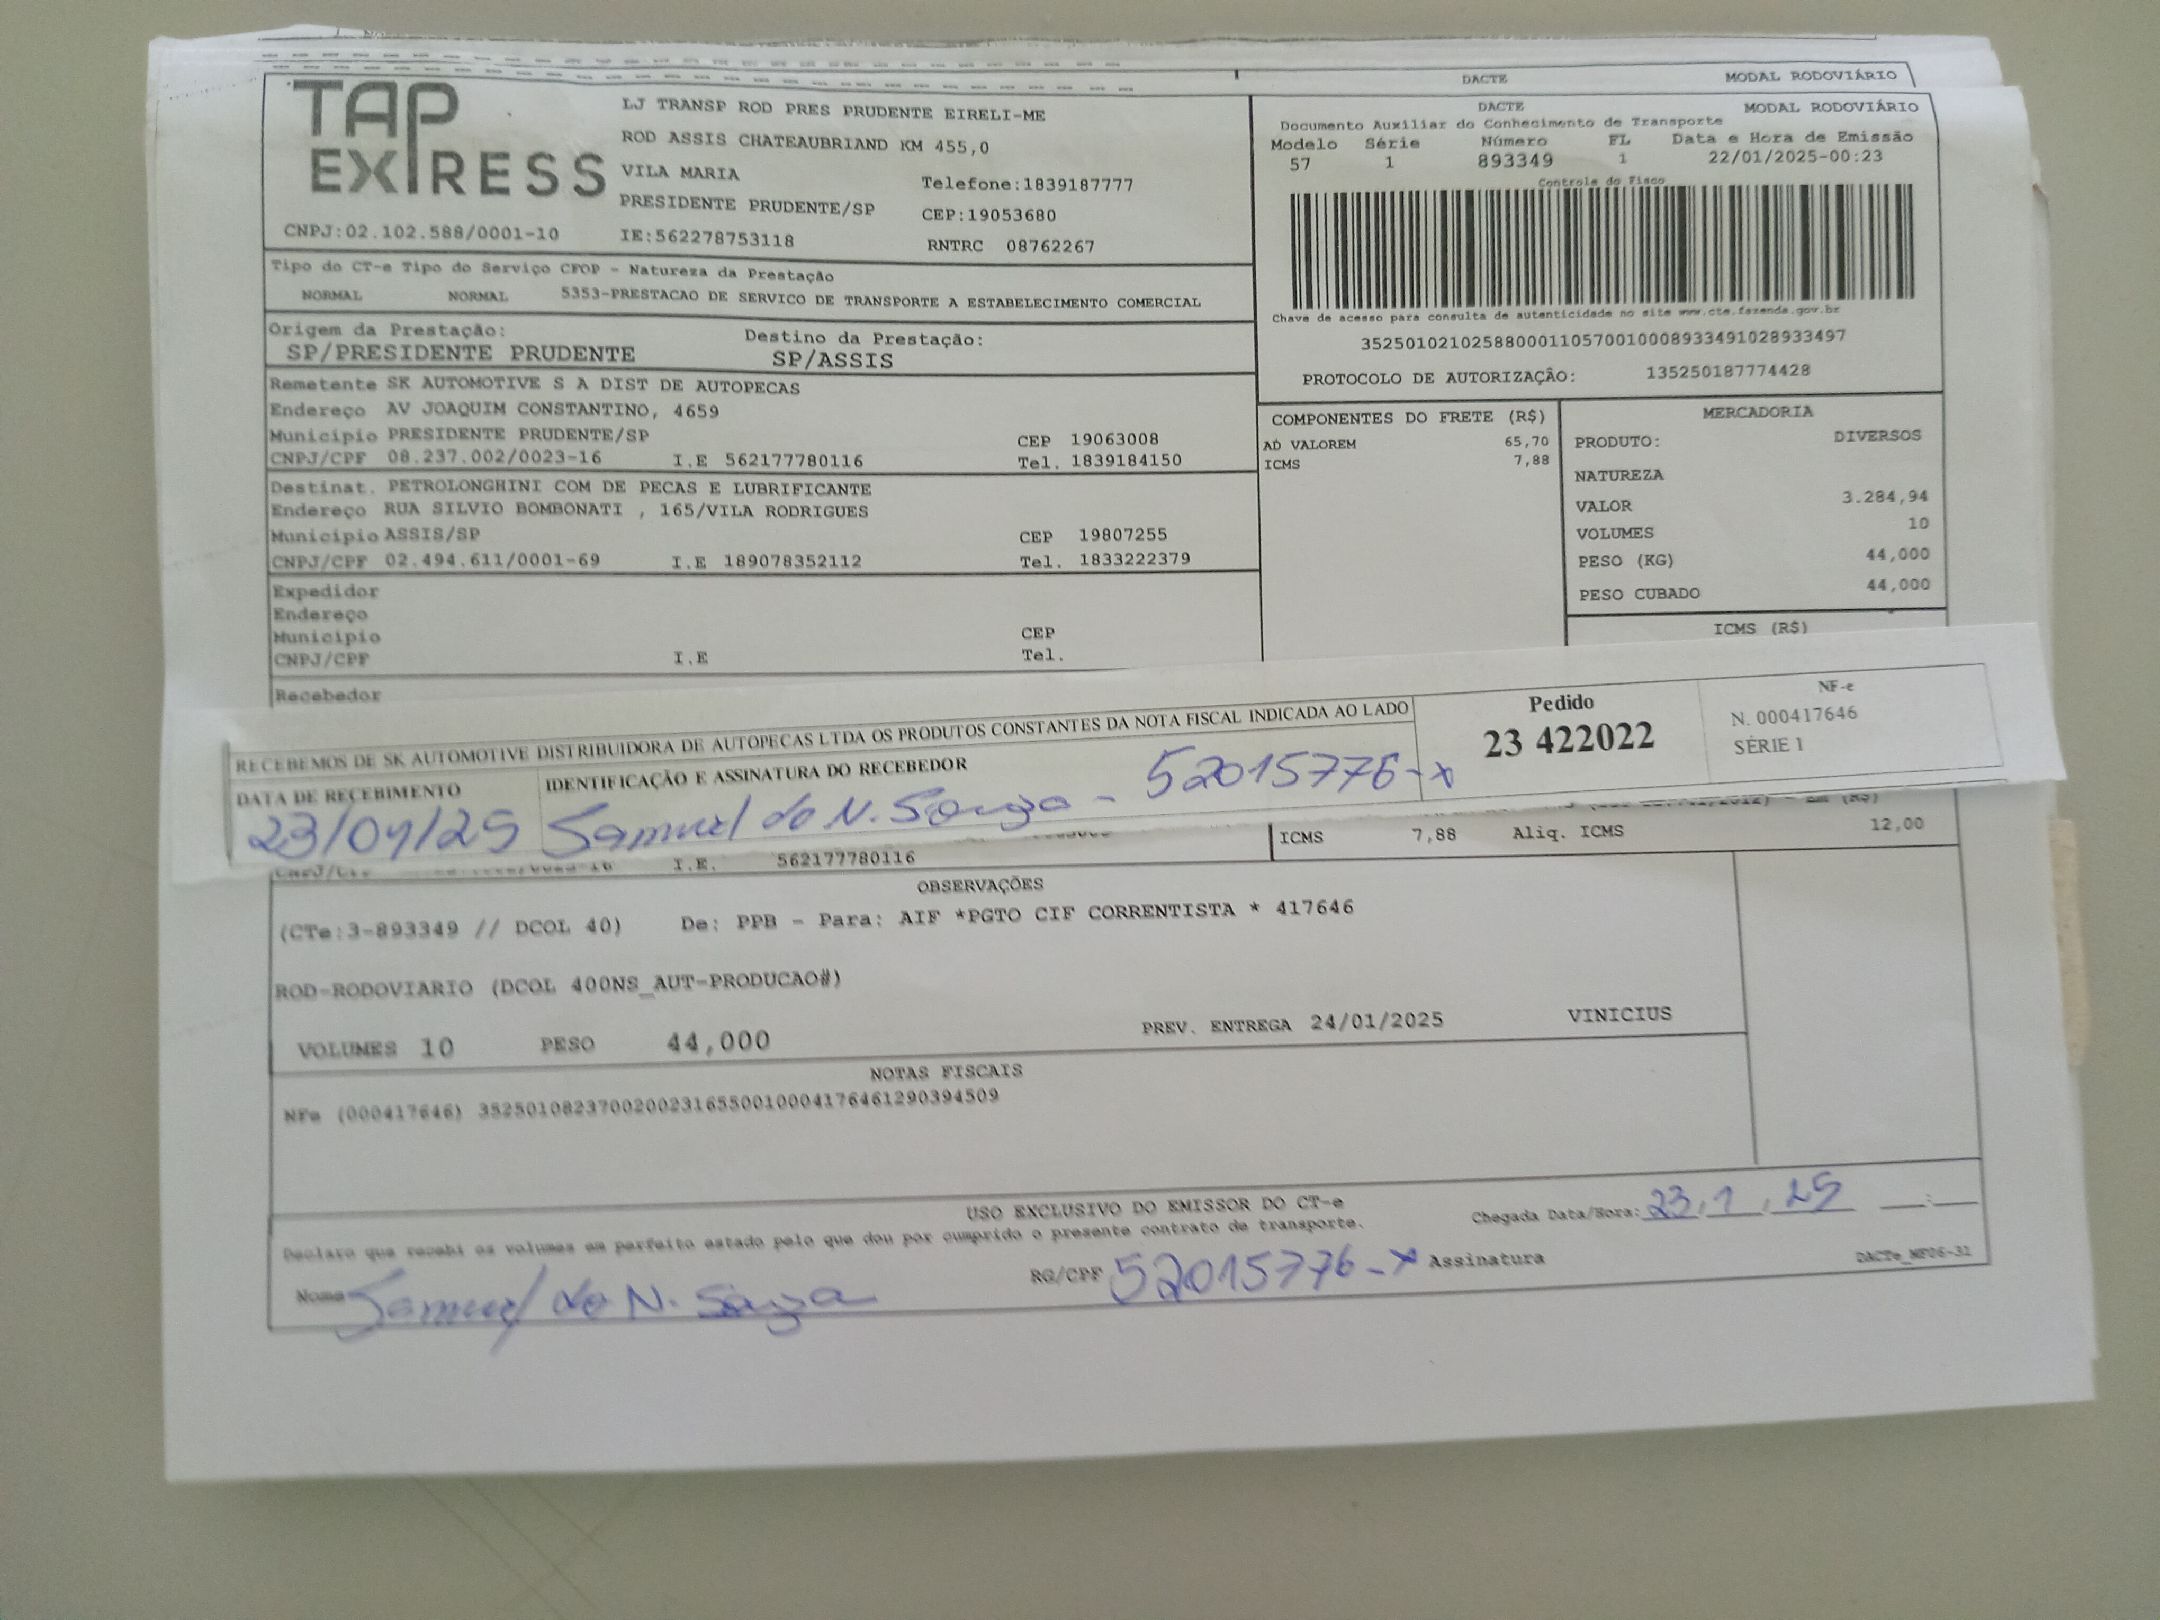 DACTE MODAL RODOVIÁRIO
TAP EXPRESS
LJ TRANSP ROD PRES PRUDENTE EIRELI-ME
ROD ASSIS CHATEAUBRIAND KM 455,0
VILA MARIA Telefone:1839187777
PRESIDENTE PRUDENTE/SP CEP:19053680
CNPJ:02.102.588/0001-10 IE:562278753118 RNTRC 08762267
DACTE MODAL RODOVIÁRIO
Documento Auxiliar do Conhecimento de Transporte
Modelo Série Número FL Data e Hora de Emissão
57 1 893349 1 22/01/2025-00:23
Controle do Fisco
Chave de acesso para consulta de autenticidade no site www.cte.fazenda.gov.br
35250102102588000110570010008933491028933497
PROTOCOLO DE AUTORIZAÇÃO: 135250187774428
Tipo do CT-e Tipo do Serviço CFOP - Natureza da Prestação
NORMAL NORMAL 5353-PRESTACAO DE SERVICO DE TRANSPORTE A ESTABELECIMENTO COMERCIAL
Origem da Prestação: Destino da Prestação:
SP/PRESIDENTE PRUDENTE SP/ASSIS
Remetente SK AUTOMOTIVE S A DIST DE AUTOPECAS
Endereço AV JOAQUIM CONSTANTINO, 4659
Município PRESIDENTE PRUDENTE/SP CEP 19063008
CNPJ/CPF 08.237.002/0023-16 I.E 562177780116 Tel. 1839184150
Destinat. PETROLONGHINI COM DE PECAS E LUBRIFICANTE
Endereço RUA SILVIO BOMBONATI , 165/VILA RODRIGUES
Município ASSIS/SP CEP 19807255
CNPJ/CPF 02.494.611/0001-69 I.E 189078352112 Tel. 1833222379
Expedidor
Endereço
Município CEP
CNPJ/CPF I.E Tel.
Recebedor
COMPONENTES DO FRETE (R$)
AD VALOREM 65,70
ICMS 7,88
MERCADORIA
PRODUTO: DIVERSOS
NATUREZA
VALOR 3.284,94
VOLUMES 10
PESO (KG) 44,000
PESO CUBADO 44,000
ICMS (R$)
RECEBEMOS DE SK AUTOMOTIVE DISTRIBUIDORA DE AUTOPECAS LTDA OS PRODUTOS CONSTANTES DA NOTA FISCAL INDICADA AO LADO
DATA DE RECEBIMENTO IDENTIFICAÇÃO E ASSINATURA DO RECEBEDOR
23/01/25 Samuel do N. Souza - 52015776-x
Pedido
23 422022
NF-e
N. 000417646
SÉRIE 1
ICMS 7,88 Aliq. ICMS 12,00
I.E. 562177780116
OBSERVAÇÕES
(CTe:3-893349 // DCOL 40) De: PPB - Para: AIF *PGTO CIF CORRENTISTA * 417646
ROD-RODOVIARIO (DCOL 400NS_AUT-PRODUCAO#)
VOLUMES 10 PESO 44,000 PREV. ENTREGA 24/01/2025 VINICIUS
NOTAS FISCAIS
NFe (000417646) 35250108237002002316550010004176461290394509
USO EXCLUSIVO DO EMISSOR DO CT-e
Declaro que recebi os volumes em perfeito estado pelo que dou por cumprido o presente contrato de transporte.
Chegada Data/Hora: 23,1,25 __:__
Nome Samuel do N. Souza RG/CPF 52015776-x Assinatura
DACTe_MF06-31